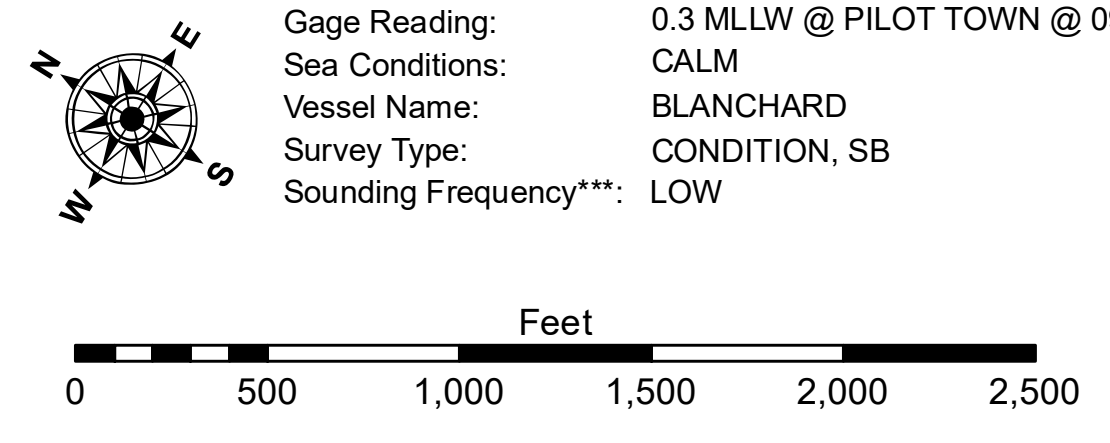 N
E
S
W
Gage Reading: 0.3 MLLW @ PILOT TOWN @
Sea Conditions: CALM
Vessel Name: BLANCHARD
Survey Type: CONDITION, SB
Sounding Frequency***: LOW
Feet
0 500 1,000 1,500 2,000 2,500